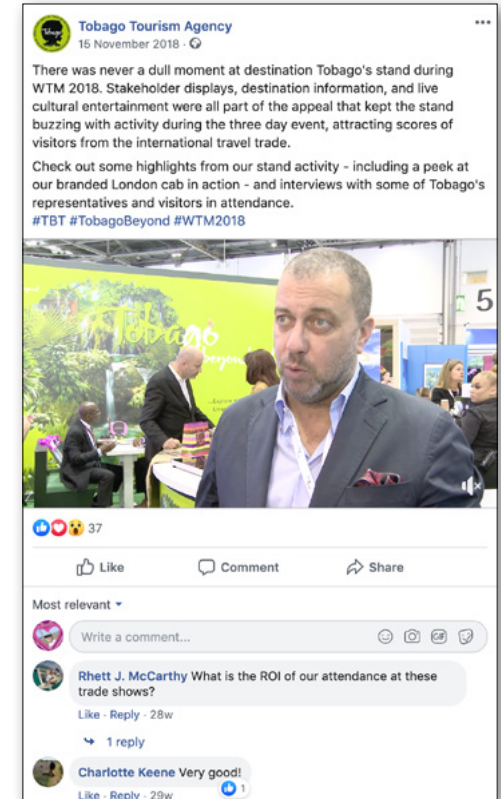 Tobago Tourism Agency
15 November 2018 ·
There was never a dull moment at destination Tobago's stand during
WTM 2018. Stakeholder displays, destination information, and live
cultural entertainment were all part of the appeal that kept the stand
buzzing with activity during the three day event, attracting scores of
visitors from the international travel trade.
Check out some highlights from our stand activity - including a peek at
our branded London cab in action - and interviews with some of Tobago's
representatives and visitors in attendance.
#TBT #TobagoBeyond #WTM2018
Tobago
beyond
5
37
Like Comment Share
Most relevant
Write a comment...
GIF
Rhett J. McCarthy What is the ROI of our attendance at these
trade shows?
Like · Reply · 28w
1 reply
Charlotte Keene Very good!
1
Like · Reply · 29w